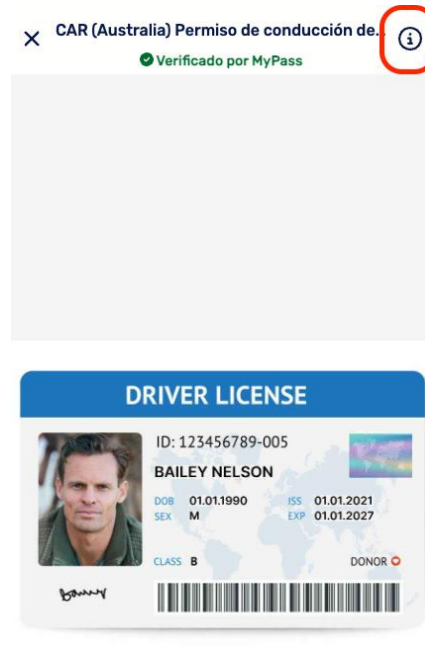 CAR (Australia) Permiso de conducción de..
Verificado por MyPass
DRIVER LICENSE
ID: 123456789-005
BAILEY NELSON
DOB 01.01.1990 ISS 01.01.2021
SEX M EXP 01.01.2027
CLASS B DONOR